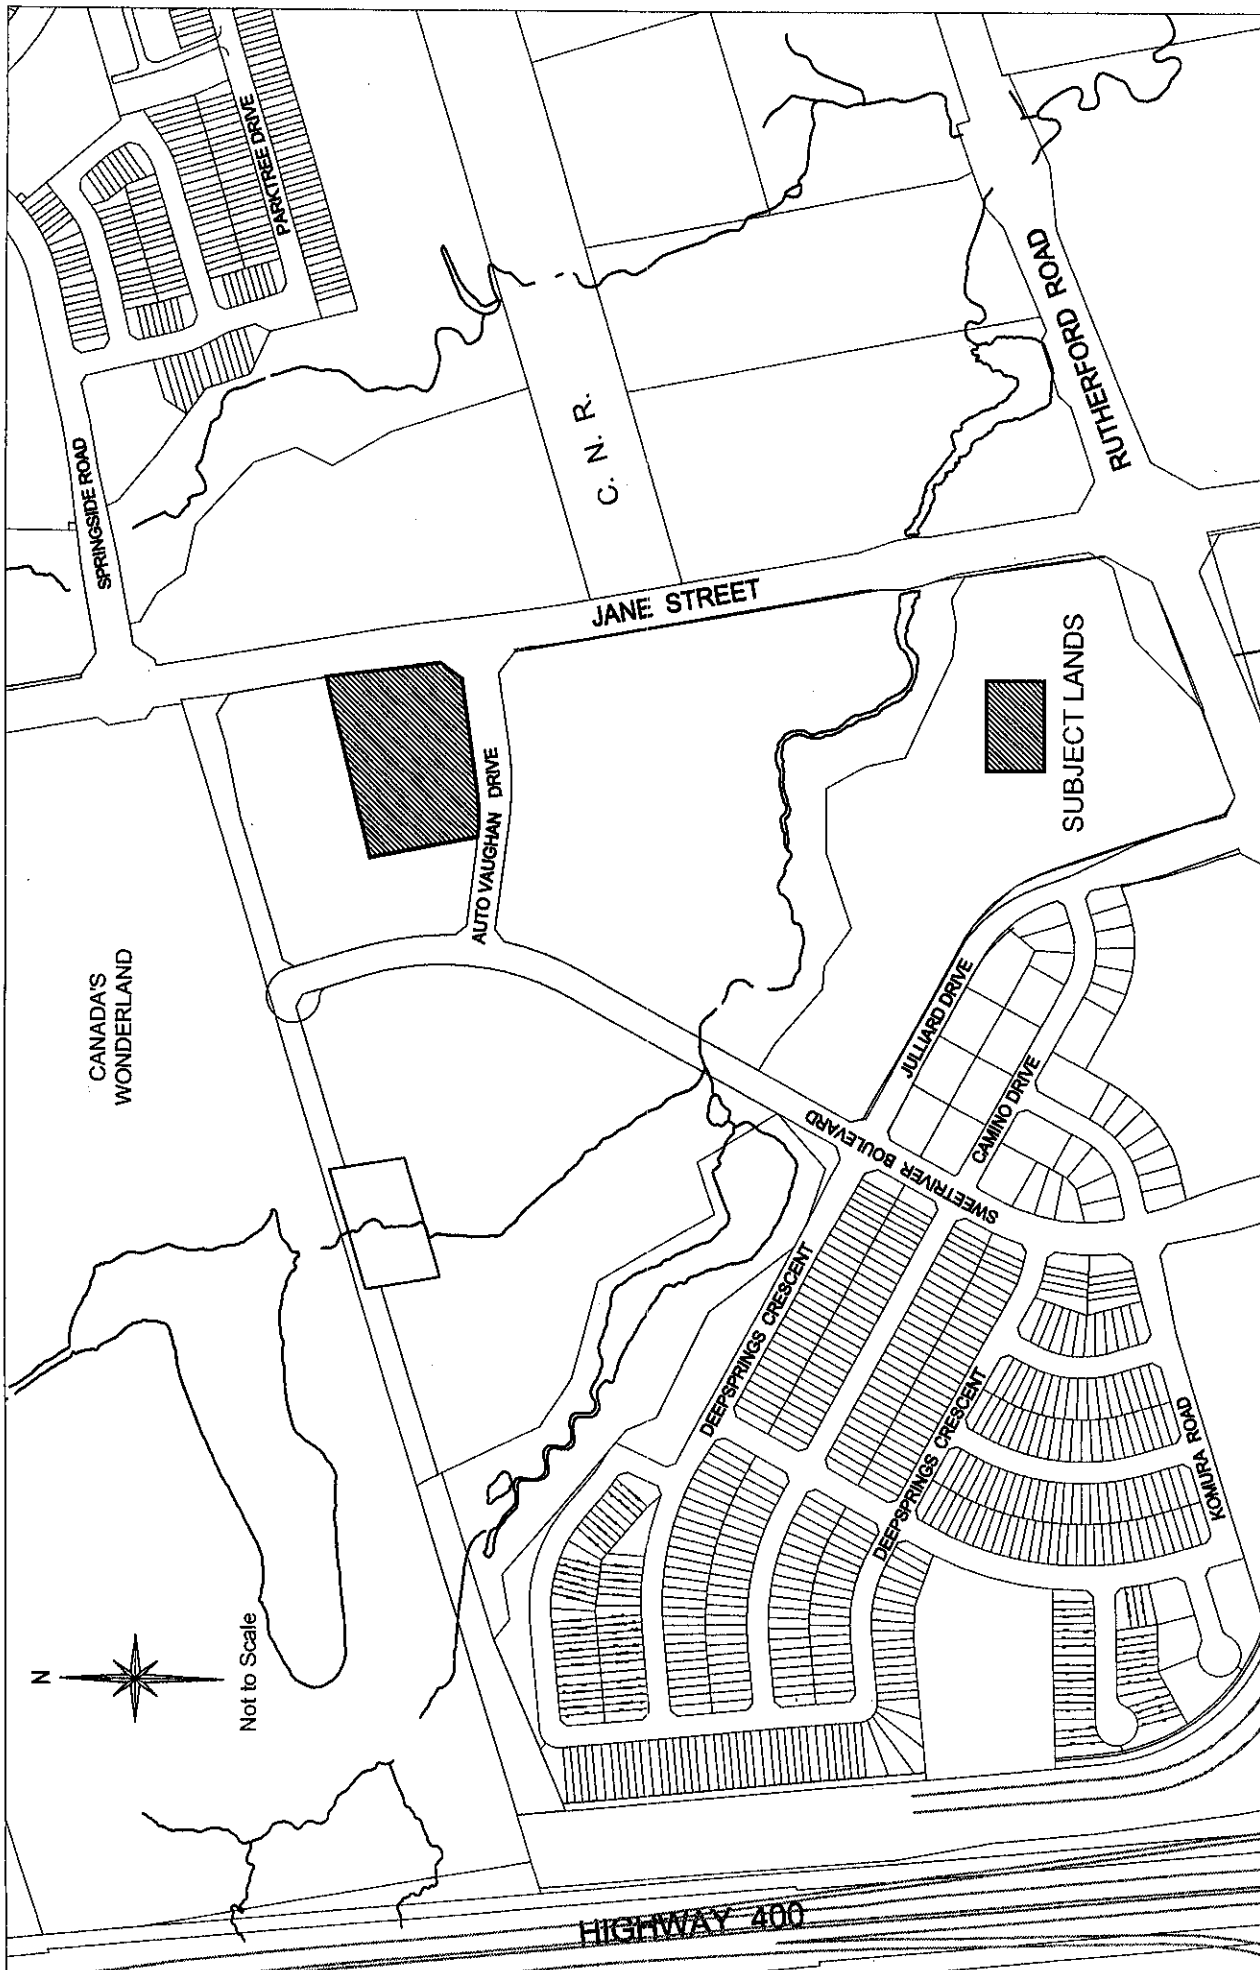 N
Not to Scale
CANADA'S
WONDERLAND
SPRINGSIDE ROAD
PARKTREE DRIVE
C. N. R.
JANE STREET
AUTO VAUGHAN DRIVE
RUTHERFORD ROAD
SUBJECT LANDS
JULLIARD DRIVE
CAMINO DRIVE
SWEETRIVER BOULEVARD
DEEPSPRINGS CRESCENT
DEEPSPRINGS CRESCENT
KOMURA ROAD
HIGHWAY 400